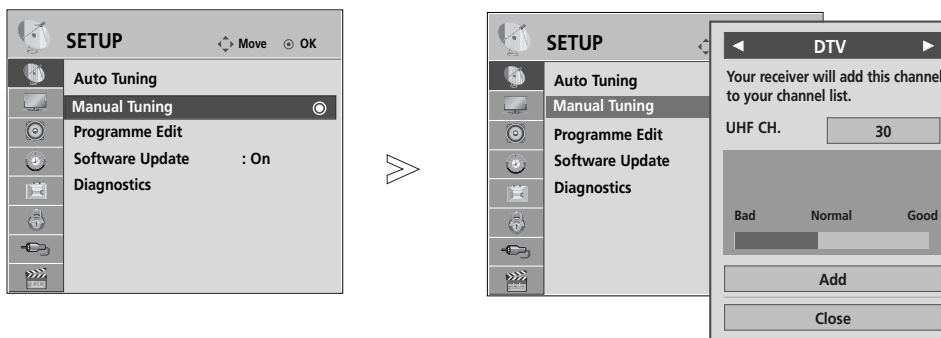 SETUP
Move OK
Auto Tuning
Manual Tuning
Programme Edit
Software Update : On
Diagnostics
SETUP
Auto Tuning
Manual Tuning
Programme Edit
Software Update
Diagnostics
DTV
Your receiver will add this channel
to your channel list.
UHF CH. 30
Bad Normal Good
Add
Close